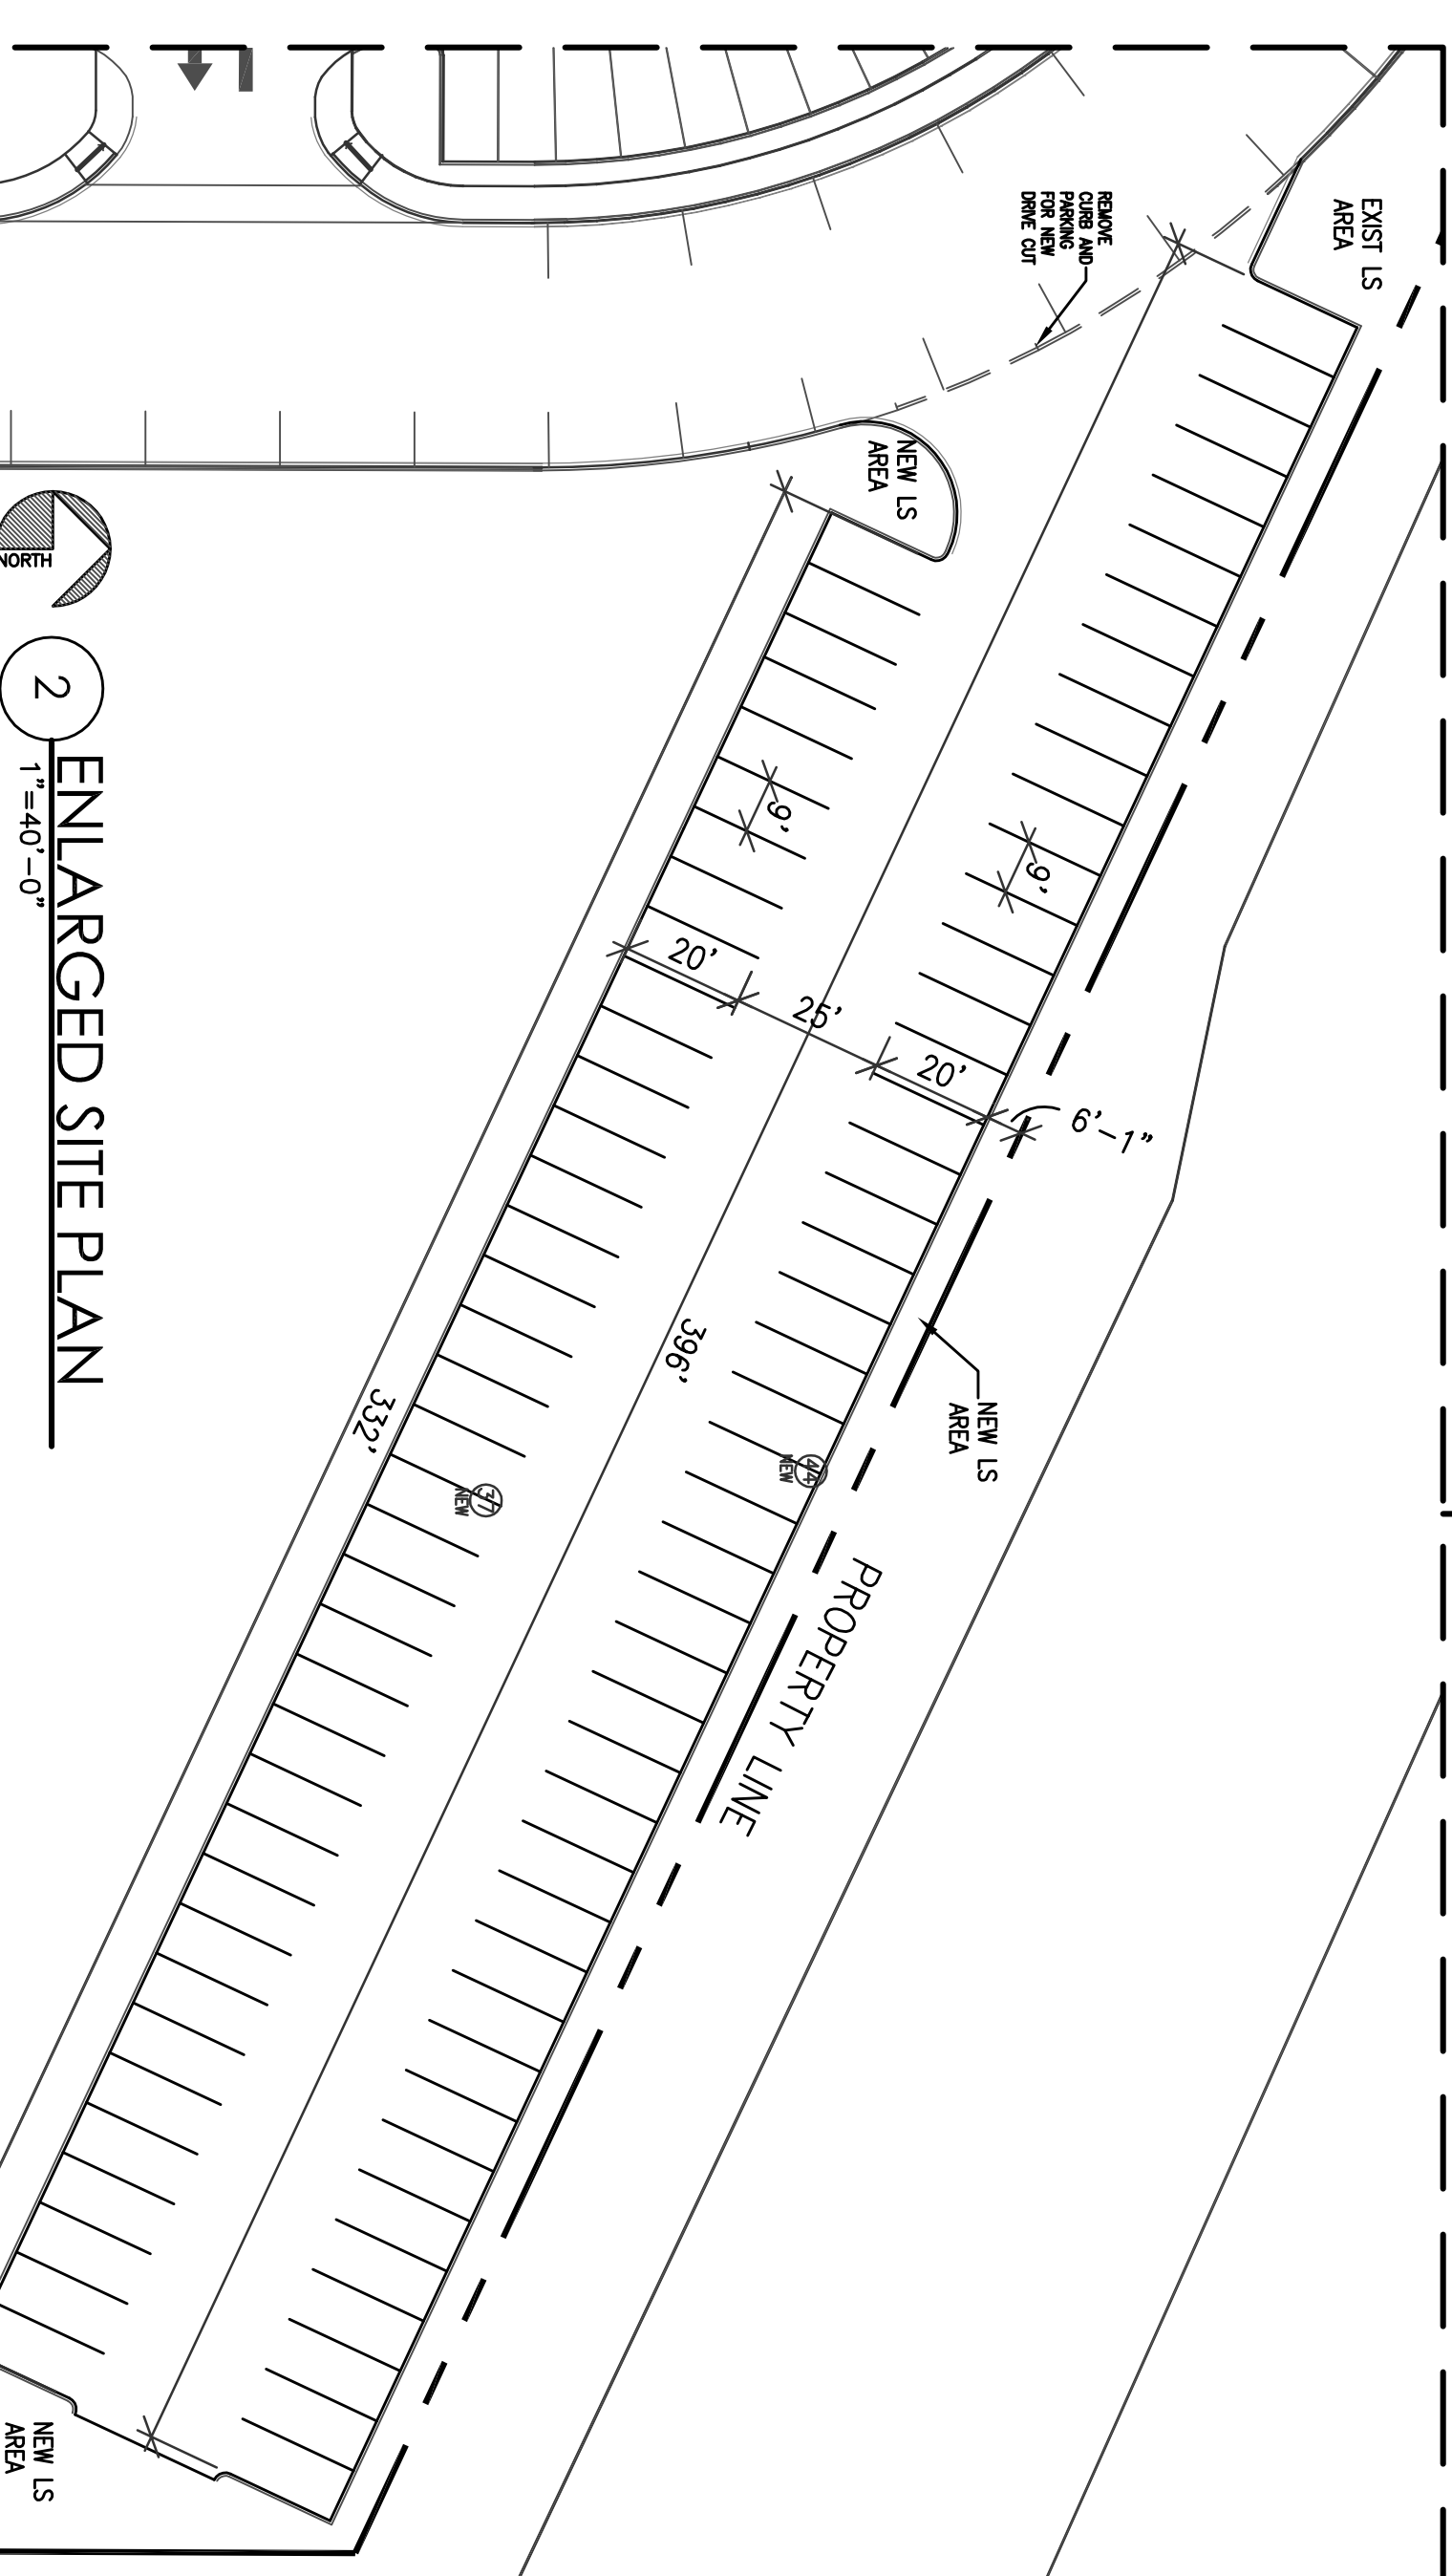 EXIST LS
AREA
REMOVE
CURB AND
PARKING
FOR NEW
DRIVE CUT
NEW LS
AREA
NORTH
2
ENLARGED SITE PLAN
1"=40'-0"
9'
9'
20'
25'
20'
6'-1"
396'
332'
NEW LS
AREA
44
NEW
37
NEW
PROPERTY LINE
NEW LS
AREA